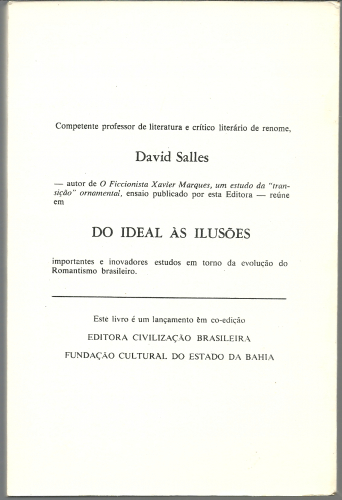 Competente professor de literatura e crítico literário de renome,
David Salles
— autor de O Ficcionista Xavier Marques, um estudo da "tran-
sição" ornamental, ensaio publicado por esta Editora — reúne
em
DO IDEAL ÀS ILUSÕES
importantes e inovadores estudos em torno da evolução do
Romantismo brasileiro.
Este livro é um lançamento èm co-edição
EDITORA CIVILIZAÇÃO BRASILEIRA
FUNDAÇÃO CULTURAL DO ESTADO DA BAHIA